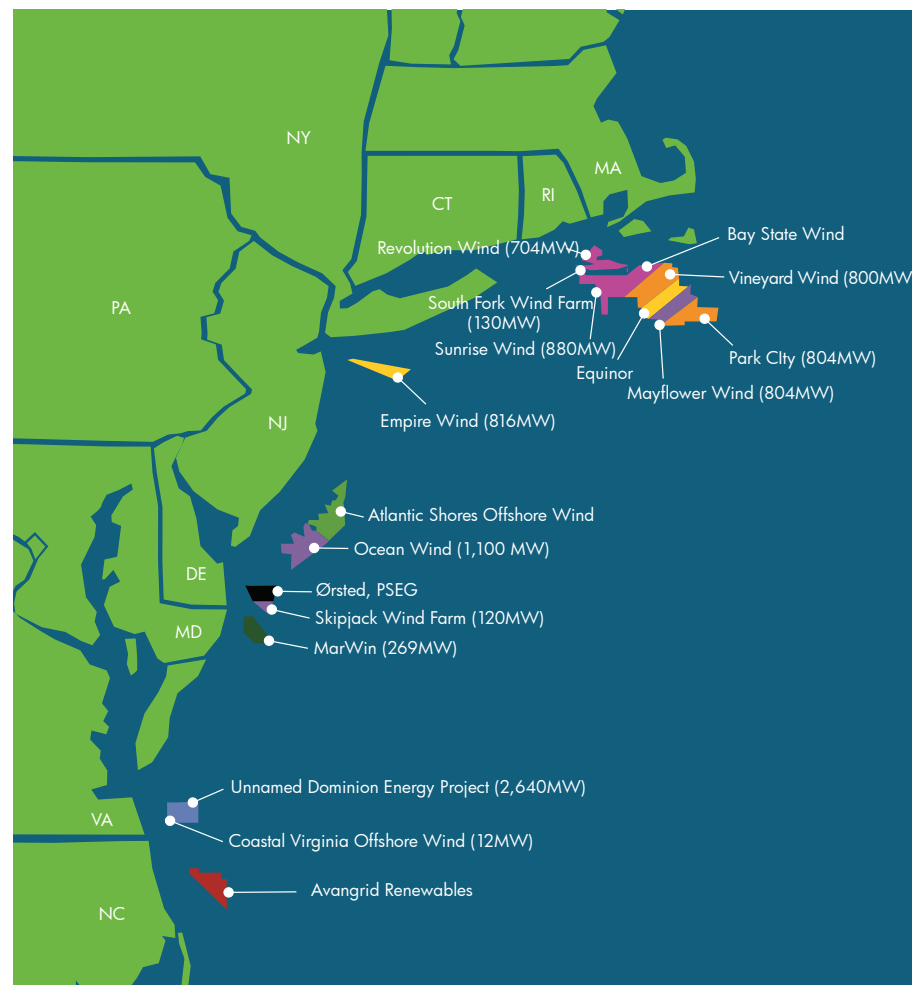 NY
MA
RI
CT
Bay State Wind
Revolution Wind (704MW)
Vineyard Wind (800MW
South Fork Wind Farm
(130MW)
PA
Sunrise Wind (880MW)
Park CIty (804MW)
Equinor
Mayflower Wind (804MW)
NJ
Empire Wind (816MW)
Atlantic Shores Offshore Wind
Ocean Wind (1,100 MW)
DE
Ørsted, PSEG
Skipjack Wind Farm (120MW)
MD
MarWin (269MW)
Unnamed Dominion Energy Project (2,640MW)
VA
Coastal Virginia Offshore Wind (12MW)
Avangrid Renewables
NC